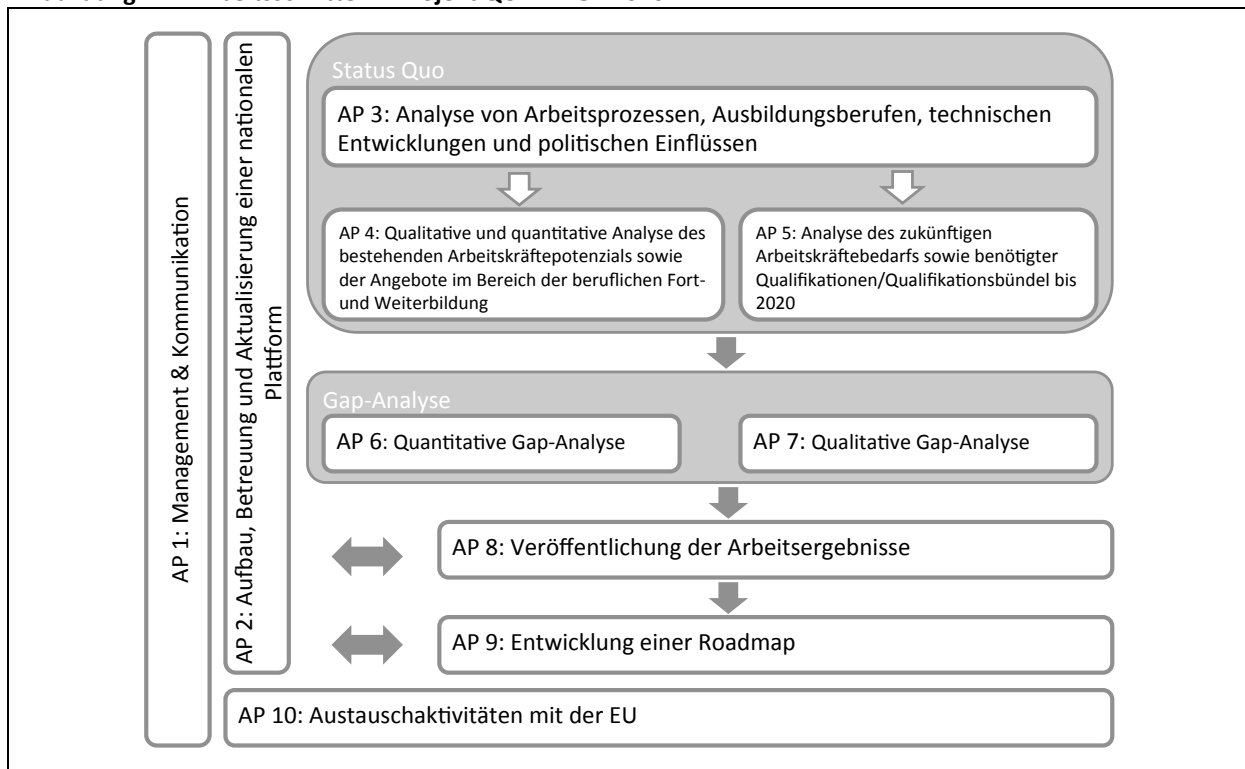 AP 1: Management & Kommunikation
AP 2: Aufbau, Betreuung und Aktualisierung einer nationalen
Plattform
Status Quo
AP 3: Analyse von Arbeitsprozessen, Ausbildungsberufen, technischen
Entwicklungen und politischen Einflüssen
AP 4: Qualitative und quantitative Analyse des
bestehenden Arbeitskräftepotenzials sowie
der Angebote im Bereich der beruflichen Fort-
und Weiterbildung
AP 5: Analyse des zukünftigen
Arbeitskräftebedarfs sowie benötigter
Qualifikationen/Qualifikationsbündel bis
2020
Gap-Analyse
AP 6: Quantitative Gap-Analyse
AP 7: Qualitative Gap-Analyse
AP 8: Veröffentlichung der Arbeitsergebnisse
AP 9: Entwicklung einer Roadmap
AP 10: Austauschaktivitäten mit der EU